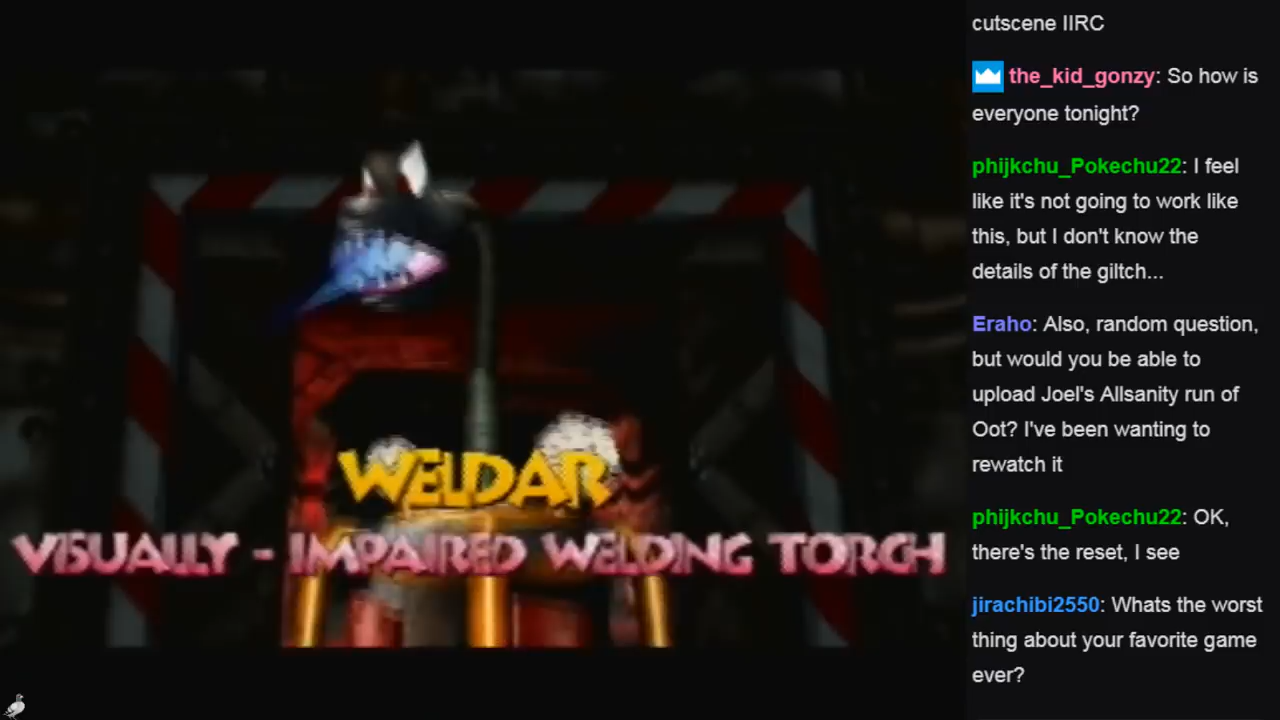 WELDAR
VISUALLY - IMPAIRED WELDING TORCH
cutscene IIRC
the_kid_gonzy: So how is
everyone tonight?
phijkchu_Pokechu22: I feel
like it's not going to work like
this, but I don't know the
details of the giltch...
Eraho: Also, random question,
but would you be able to
upload Joel's Allsanity run of
Oot? I've been wanting to
rewatch it
phijkchu_Pokechu22: OK,
there's the reset, I see
jirachibi2550: Whats the worst
thing about your favorite game
ever?